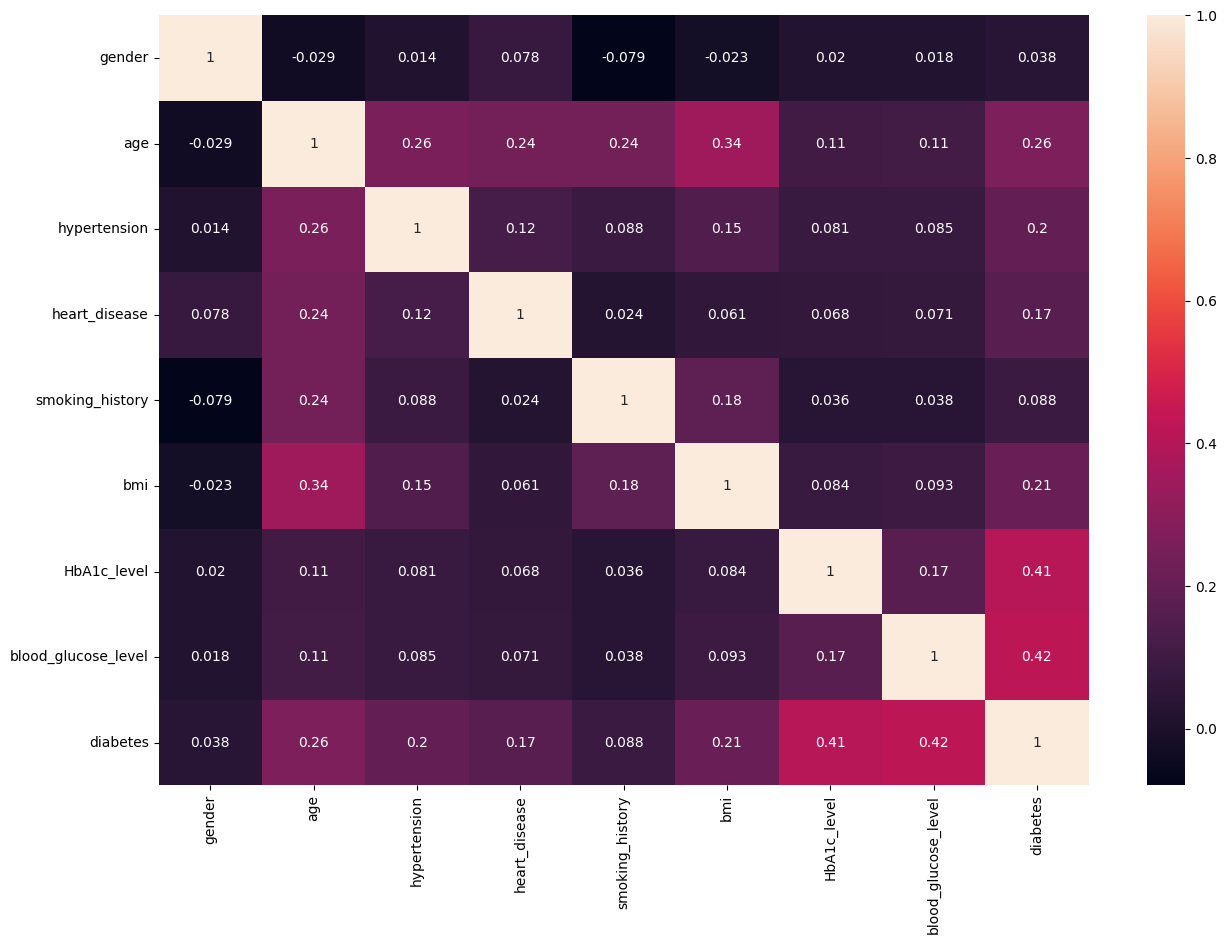 gender 1 -0.029 0.014 0.078 -0.079 -0.023 0.02 0.018 0.038
age -0.029 1 0.26 0.24 0.24 0.34 0.11 0.11 0.26
hypertension 0.014 0.26 1 0.12 0.088 0.15 0.081 0.085 0.2
heart_disease 0.078 0.24 0.12 1 0.024 0.061 0.068 0.071 0.17
smoking_history -0.079 0.24 0.088 0.024 1 0.18 0.036 0.038 0.088
bmi -0.023 0.34 0.15 0.061 0.18 1 0.084 0.093 0.21
HbA1c_level 0.02 0.11 0.081 0.068 0.036 0.084 1 0.17 0.41
blood_glucose_level 0.018 0.11 0.085 0.071 0.038 0.093 0.17 1 0.42
diabetes 0.038 0.26 0.2 0.17 0.088 0.21 0.41 0.42 1
gender
age
hypertension
heart_disease
smoking_history
bmi
HbA1c_level
blood_glucose_level
diabetes
1.0
0.8
0.6
0.4
0.2
0.0